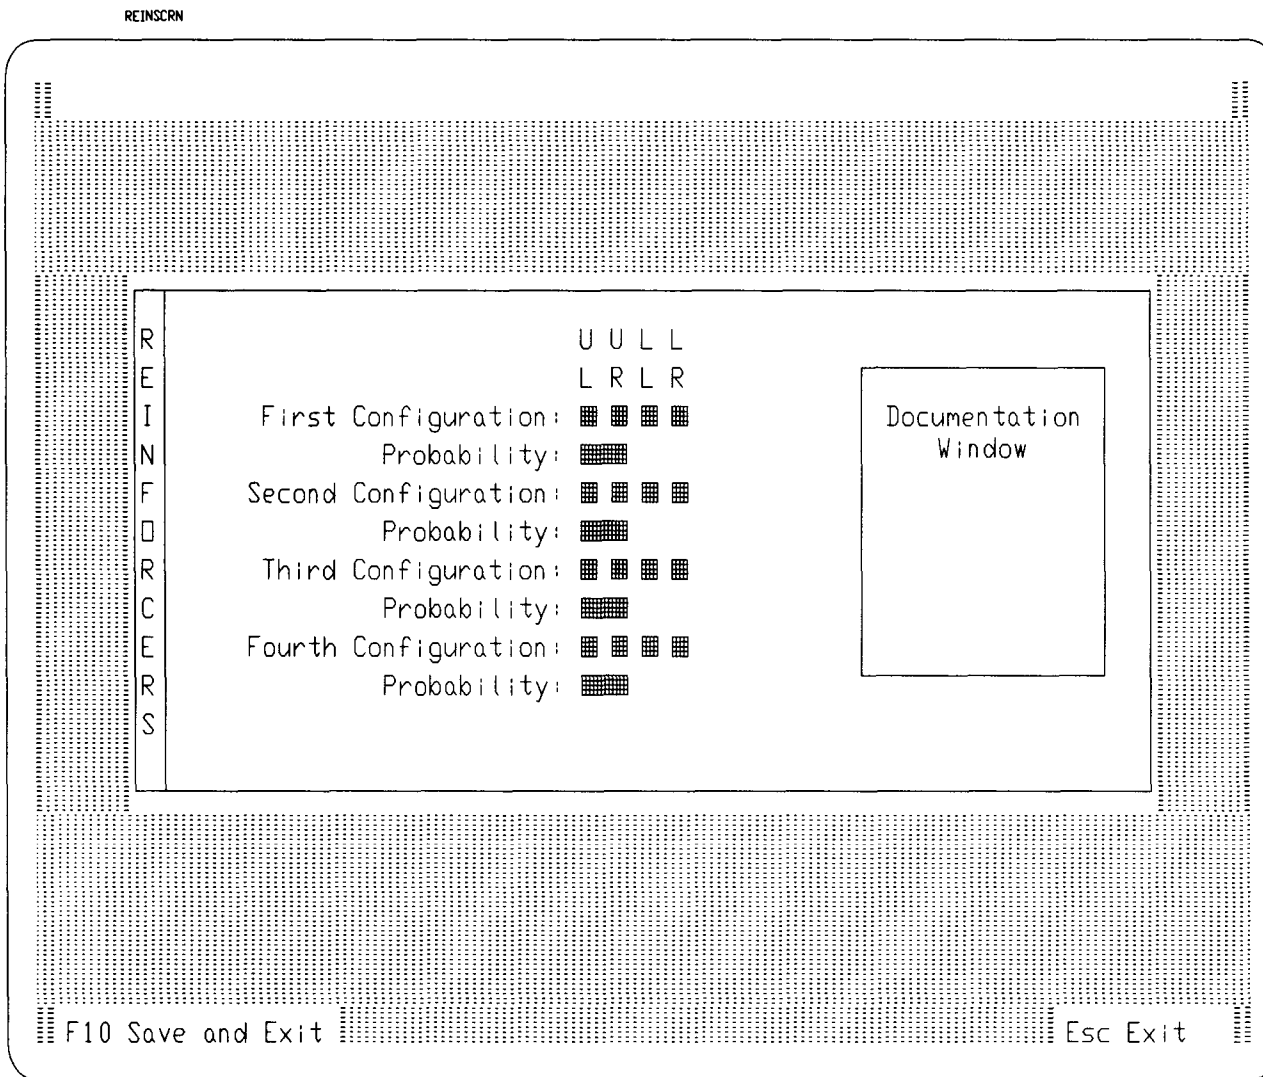 REINSCRN
REINFORCERS
U U L L
L R L R
First Configuration:
Probability:
Second Configuration:
Probability:
Third Configuration:
Probability:
Fourth Configuration:
Probability:
Documentation
Window
F10 Save and Exit
Esc Exit